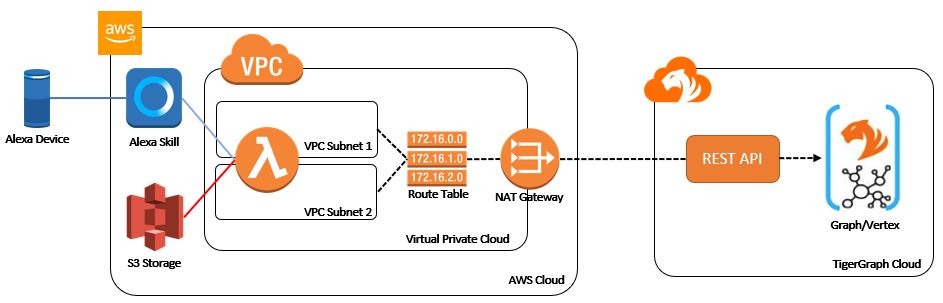 aws
VPC
Alexa Device
Alexa Skill
VPC Subnet 1
VPC Subnet 2
172.16.0.0
172.16.1.0
172.16.2.0
Route Table
NAT Gateway
REST API
Graph/Vertex
S3 Storage
Virtual Private Cloud
AWS Cloud
TigerGraph Cloud